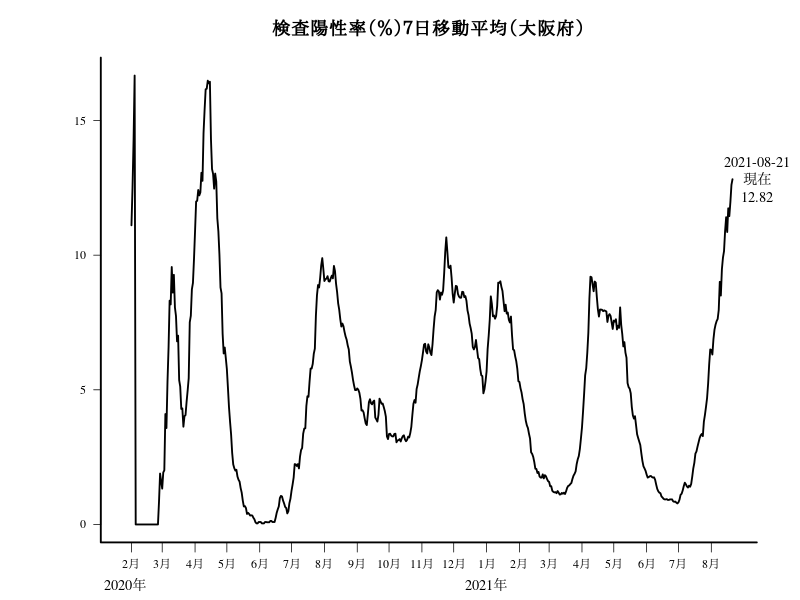 検査陽性率(%)7日移動平均(大阪府)
15
10
5
0
2021-08-21
現在
12.82
2月 3月 4月 5月 6月 7月 8月 9月 10月 11月 12月 1月 2月 3月 4月 5月 6月 7月 8月
2020年 2021年